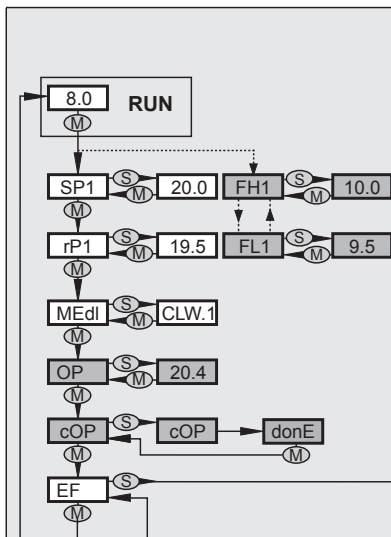 8.0 RUN
M
SP1 S M 20.0 FH1 S M 10.0
M
rP1 S M 19.5 FL1 S M 9.5
M
MEdI S M CLW.1
M
OP S M 20.4
M
cOP S cOP donE
M M
EF S
M